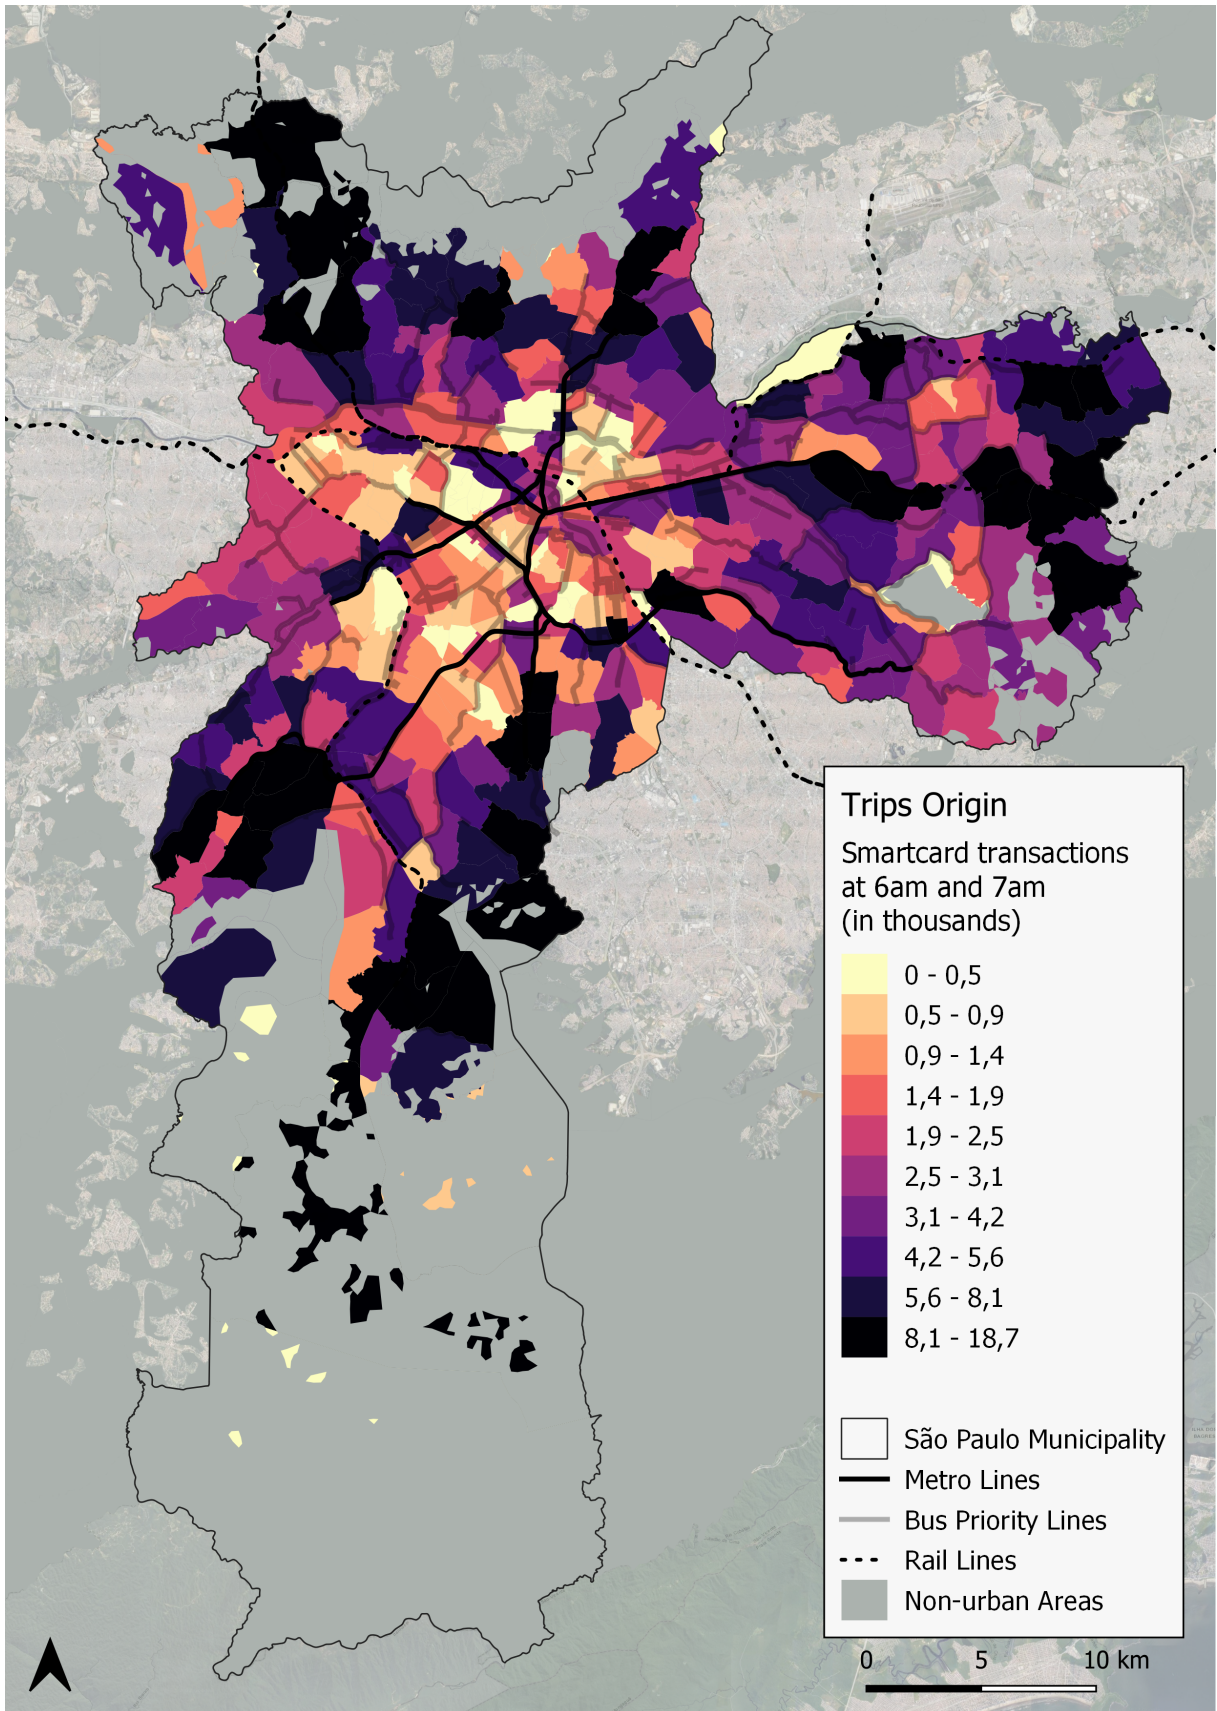 Trips Origin
Smartcard transactions
at 6am and 7am
(in thousands)
0 - 0,5
0,5 - 0,9
0,9 - 1,4
1,4 - 1,9
1,9 - 2,5
2,5 - 3,1
3,1 - 4,2
4,2 - 5,6
5,6 - 8,1
8,1 - 18,7
São Paulo Municipality
Metro Lines
Bus Priority Lines
Rail Lines
Non-urban Areas
0 5 10 km